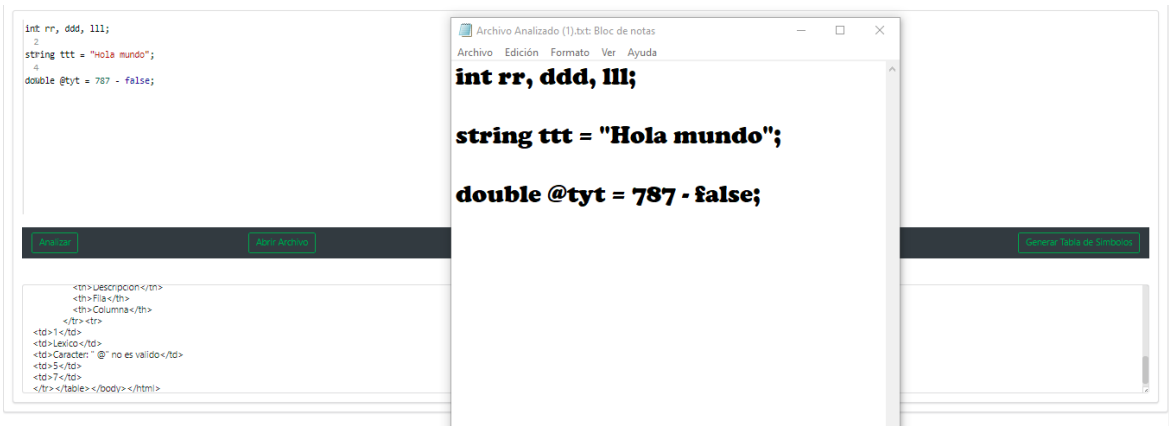 int rr, ddd, lll;
2
string ttt = "Hola mundo";
4
double @tyt = 787 - false;
Analizar
Abrir Archivo
Generar Tabla de Simbolos
<th>Descripcion</th>
<th>Fila</th>
<th>Columna</th>
</tr><tr>
<td>1</td>
<td>Lexico</td>
<td>Caracter: " @" no es valido</td>
<td>5</td>
<td>7</td>
</tr></table></body></html>
Archivo Analizado (1).txt: Bloc de notas
Archivo Edición Formato Ver Ayuda
int rr, ddd, lll;
string ttt = "Hola mundo";
double @tyt = 787 - false;